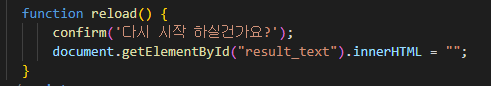 function reload() {
confirm('다시 시작 하실건가요?');
document.getElementById("result_text").innerHTML = "";
}